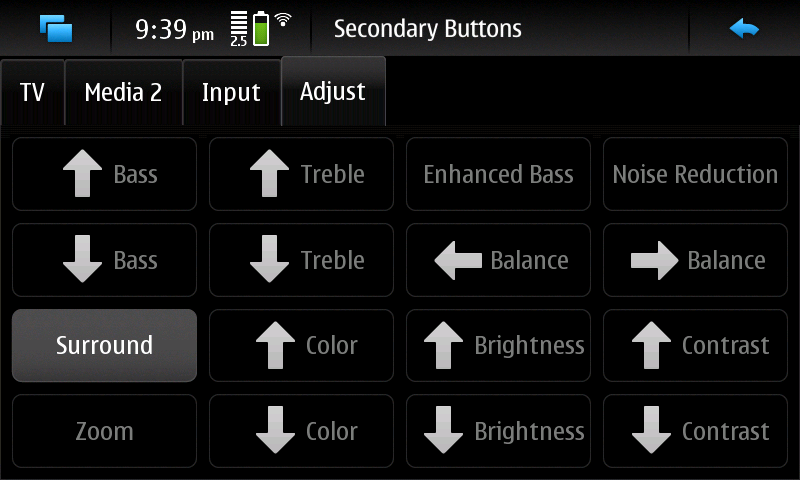 9:39 pm
2.5
Secondary Buttons
TV
Media 2
Input
Adjust
Bass
Treble
Enhanced Bass
Noise Reduction
Bass
Treble
Balance
Balance
Surround
Color
Brightness
Contrast
Zoom
Color
Brightness
Contrast